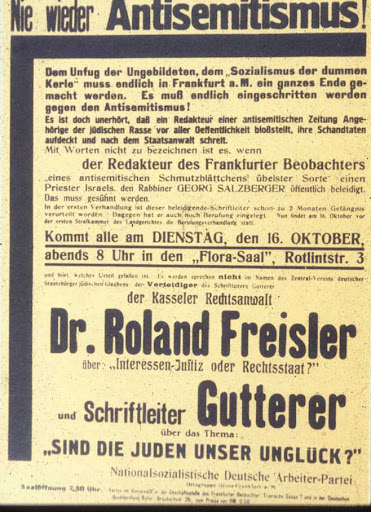 Nie wieder Antisemitismus!
Dem Unfug der Ungebildeten, dem „Sozialismus der dummen
Kerle" muss endlich in Frankfurt a.M. ein ganzes Ende ge-
macht werden. Es muß endlich eingeschritten werden
gegen den Antisemitismus!
Es ist doch unerhört, daß ein Redakteur einer antisemitischen Zeitung Ange-
hörige der jüdischen Rasse vor aller Oeffentlichkeit bloßstellt, ihre Schandtaten
aufdeckt und nach dem Staatsanwalt schreit.
Mit Worten nicht zu bezeichnen ist es, wenn
der Redakteur des Frankfurter Beobachters
„eines antisemitischen Schmutzblättchens übelster Sorte" einen
Priester Israels, den Rabbiner GEORG SALZBERGER öffentlich beleidigt.
Das muss gesühnt werden.
In der ersten Verhandlung ist dieser beleidigende Schriftleiter schon zu 2 Monaten Gefängnis
verurteilt worden. Dagegen hat er auch noch Berufung eingelegt. Nun findet am 16. Oktober vor
der ersten Strafkammer des Landgerichtes die Berufungsverhandlung statt.
Kommt alle am DIENSTAG, den 16. OKTOBER,
abends 8 Uhr in den „Flora-Saal", Rotlintstr. 3
und hört, welches Urteil gefallen ist. Es werden sprechen nicht im Namen des Zentral-Vereins deutscher
Staatsbürger jüdischen Glaubens der Verteidiger des Schriftleiters Gutterer
der Kasseler Rechtsanwalt
Dr. Roland Freisler
über: „Interessen-Justiz oder Rechtsstaat?"
und Schriftleiter Gutterer
über das Thema:
„SIND DIE JUDEN UNSER UNGLÜCK?"
Nationalsozialistische Deutsche Arbeiter-Partei
Saalöffnung 7,30 Uhr.